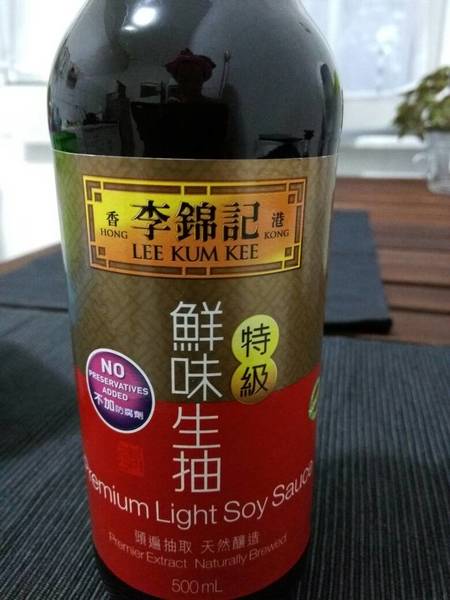 香 李錦記 港
HONG LEE KUM KEE KONG
特級
鮮味生抽
NO
PRESERVATIVES
ADDED
不加防腐劑
Premium Light Soy Sauce
頭遍抽取 天然釀造
Premier Extract Naturally Brewed
500 mL